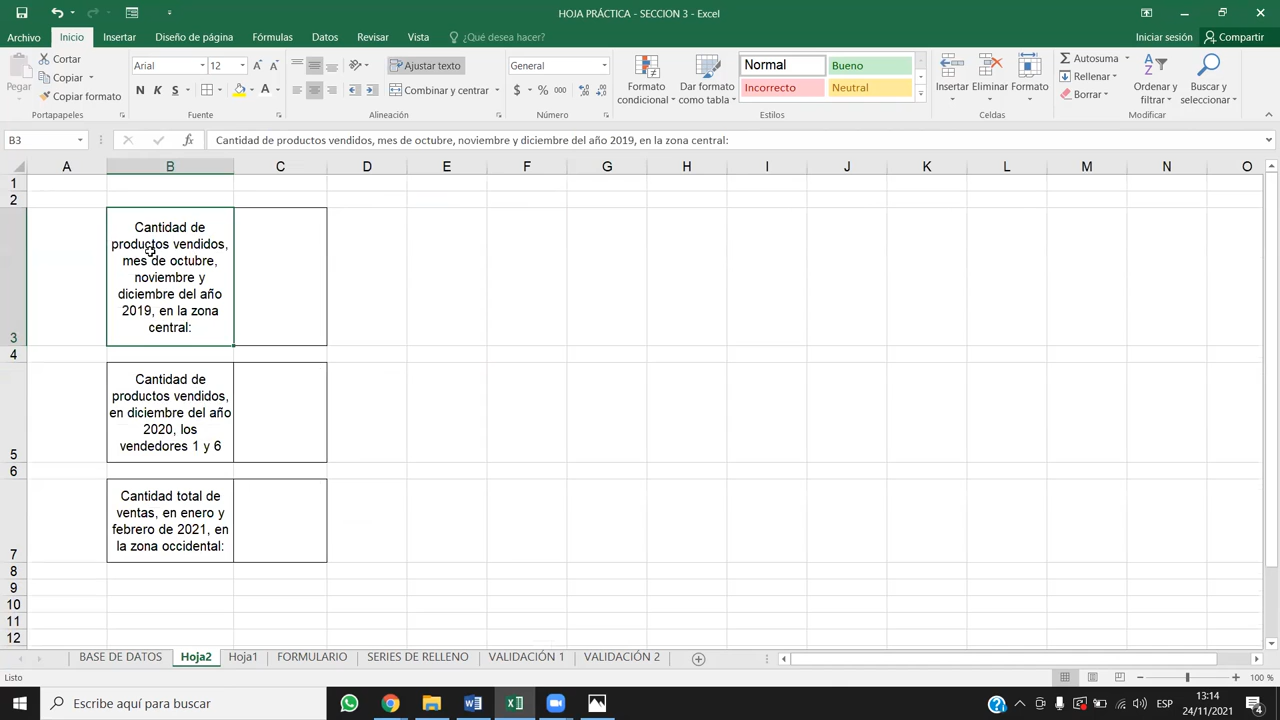 HOJA PRÁCTICA - SECCION 3 - Excel
Archivo Inicio Insertar Diseño de página Fórmulas Datos Revisar Vista ¿Qué desea hacer? Iniciar sesión Compartir
Pegar
Cortar
Copiar
Copiar formato
Portapapeles
Arial 12
N K S
Fuente
Ajustar texto
Combinar y centrar
Alineación
General
$ % 000
Número
Formato condicional
Dar formato como tabla
Normal Bueno
Incorrecto Neutral
Estilos
Insertar Eliminar Formato
Celdas
Autosuma
Rellenar
Borrar
Ordenar y filtrar
Buscar y seleccionar
Modificar
B3 fx Cantidad de productos vendidos, mes de octubre, noviembre y diciembre del año 2019, en la zona central:
A B C D E F G H I J K L M N O
1
2
3
Cantidad de
productos vendidos,
mes de octubre,
noviembre y
diciembre del año
2019, en la zona
central:
4
5
Cantidad de
productos vendidos,
en diciembre del año
2020, los
vendedores 1 y 6
6
7
Cantidad total de
ventas, en enero y
febrero de 2021, en
la zona occidental:
8
9
10
11
12
BASE DE DATOS Hoja2 Hoja1 FORMULARIO SERIES DE RELLENO VALIDACIÓN 1 VALIDACIÓN 2
Listo 100 %
Escribe aquí para buscar
ESP
13:14
24/11/2021
4